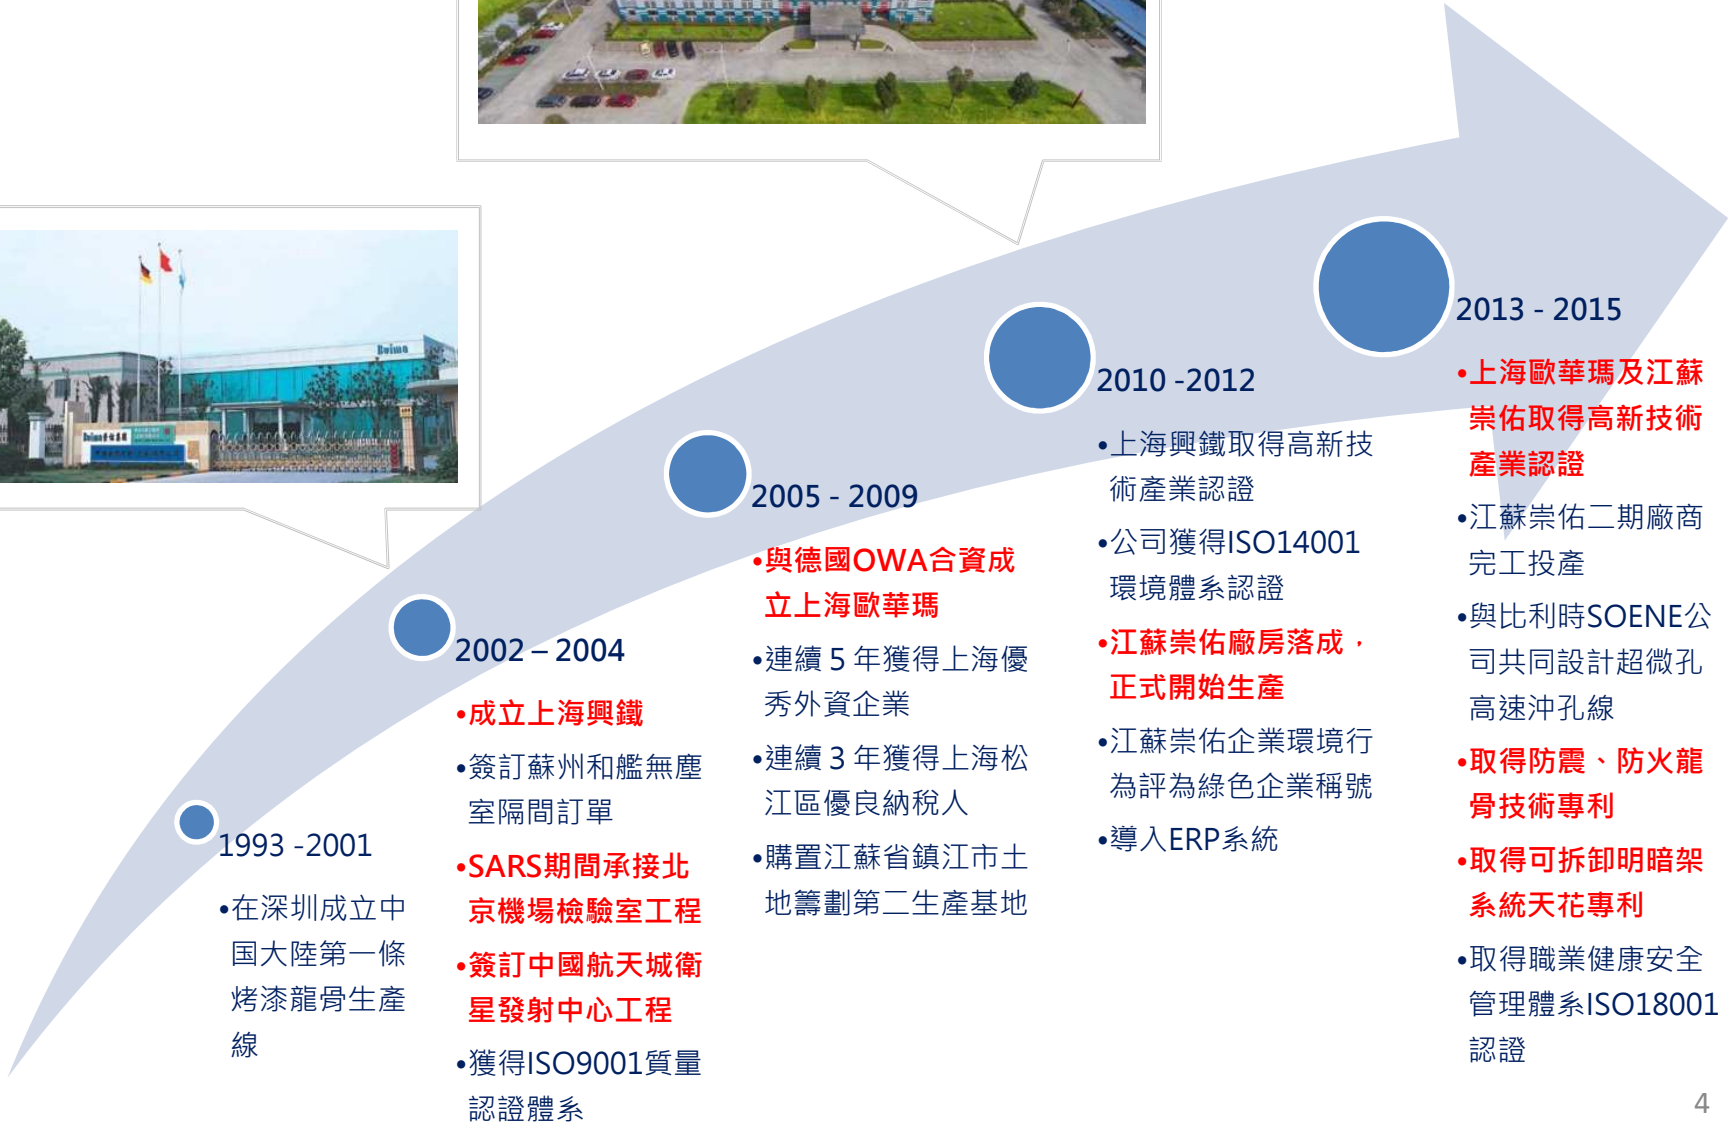 Buima
1993 -2001
•在深圳成立中
国大陸第一條
烤漆龍骨生產
線
2002 – 2004
•成立上海興鐵
•簽訂蘇州和艦無塵
室隔間訂單
•SARS期間承接北
京機場檢驗室工程
•簽訂中國航天城衛
星發射中心工程
•獲得ISO9001質量
認證體系
2005 - 2009
•與德國OWA合資成
立上海歐華瑪
•連續 5 年獲得上海優
秀外資企業
•連續 3 年獲得上海松
江區優良納稅人
•購置江蘇省鎮江市土
地籌劃第二生產基地
2010 -2012
•上海興鐵取得高新技
術產業認證
•公司獲得ISO14001
環境體系認證
•江蘇崇佑廠房落成，
正式開始生產
•江蘇崇佑企業環境行
為評為綠色企業稱號
•導入ERP系統
2013 - 2015
•上海歐華瑪及江蘇
崇佑取得高新技術
產業認證
•江蘇崇佑二期廠商
完工投產
•與比利時SOENE公
司共同設計超微孔
高速沖孔線
•取得防震、防火龍
骨技術專利
•取得可拆卸明暗架
系統天花專利
•取得職業健康安全
管理體系ISO18001
認證
4